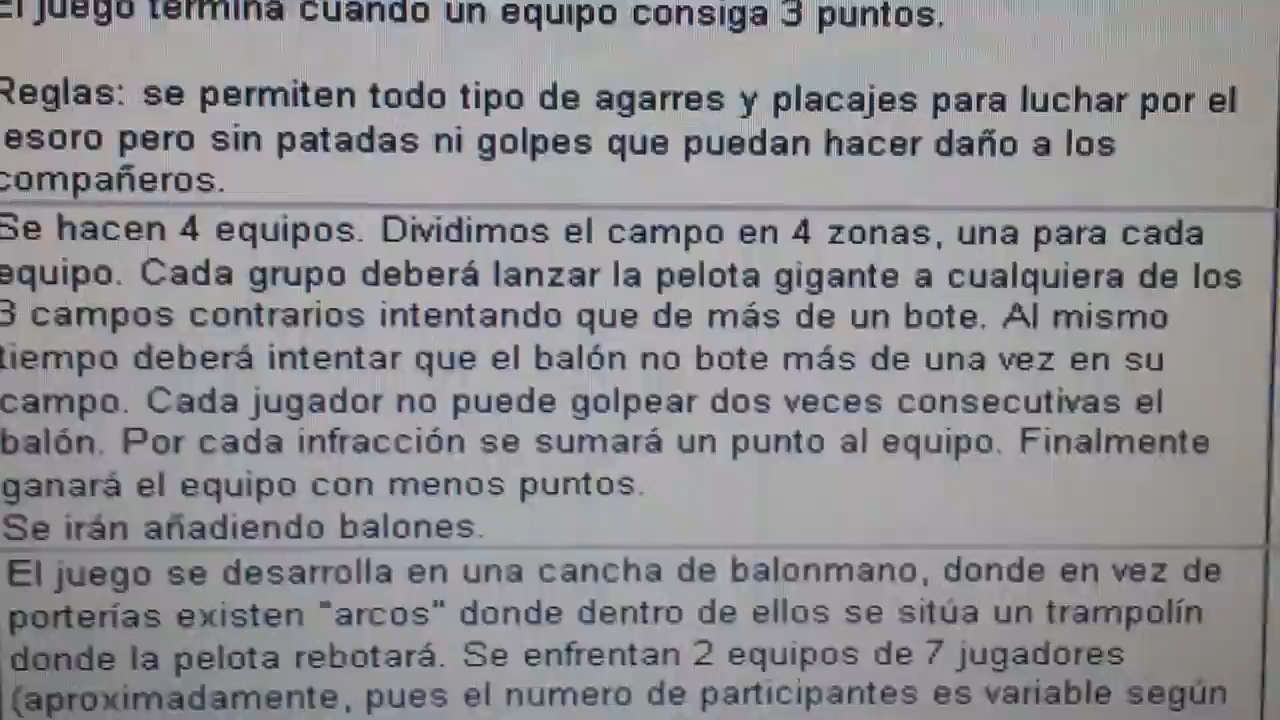 El juego termina cuando un equipo consiga 3 puntos.
Reglas: se permiten todo tipo de agarres y placajes para luchar por el
esoro pero sin patadas ni golpes que puedan hacer daño a los
compañeros.
Se hacen 4 equipos. Dividimos el campo en 4 zonas, una para cada
equipo. Cada grupo deberá lanzar la pelota gigante a cualquiera de los
3 campos contrarios intentando que de más de un bote. Al mismo
tiempo deberá intentar que el balón no bote más de una vez en su
campo. Cada jugador no puede golpear dos veces consecutivas el
balón. Por cada infracción se sumará un punto al equipo. Finalmente
ganará el equipo con menos puntos.
Se irán añadiendo balones.
El juego se desarrolla en una cancha de balonmano, donde en vez de
porterías existen "arcos" donde dentro de ellos se sitúa un trampolín
donde la pelota rebotará. Se enfrentan 2 equipos de 7 jugadores
(aproximadamente, pues el numero de participantes es variable según